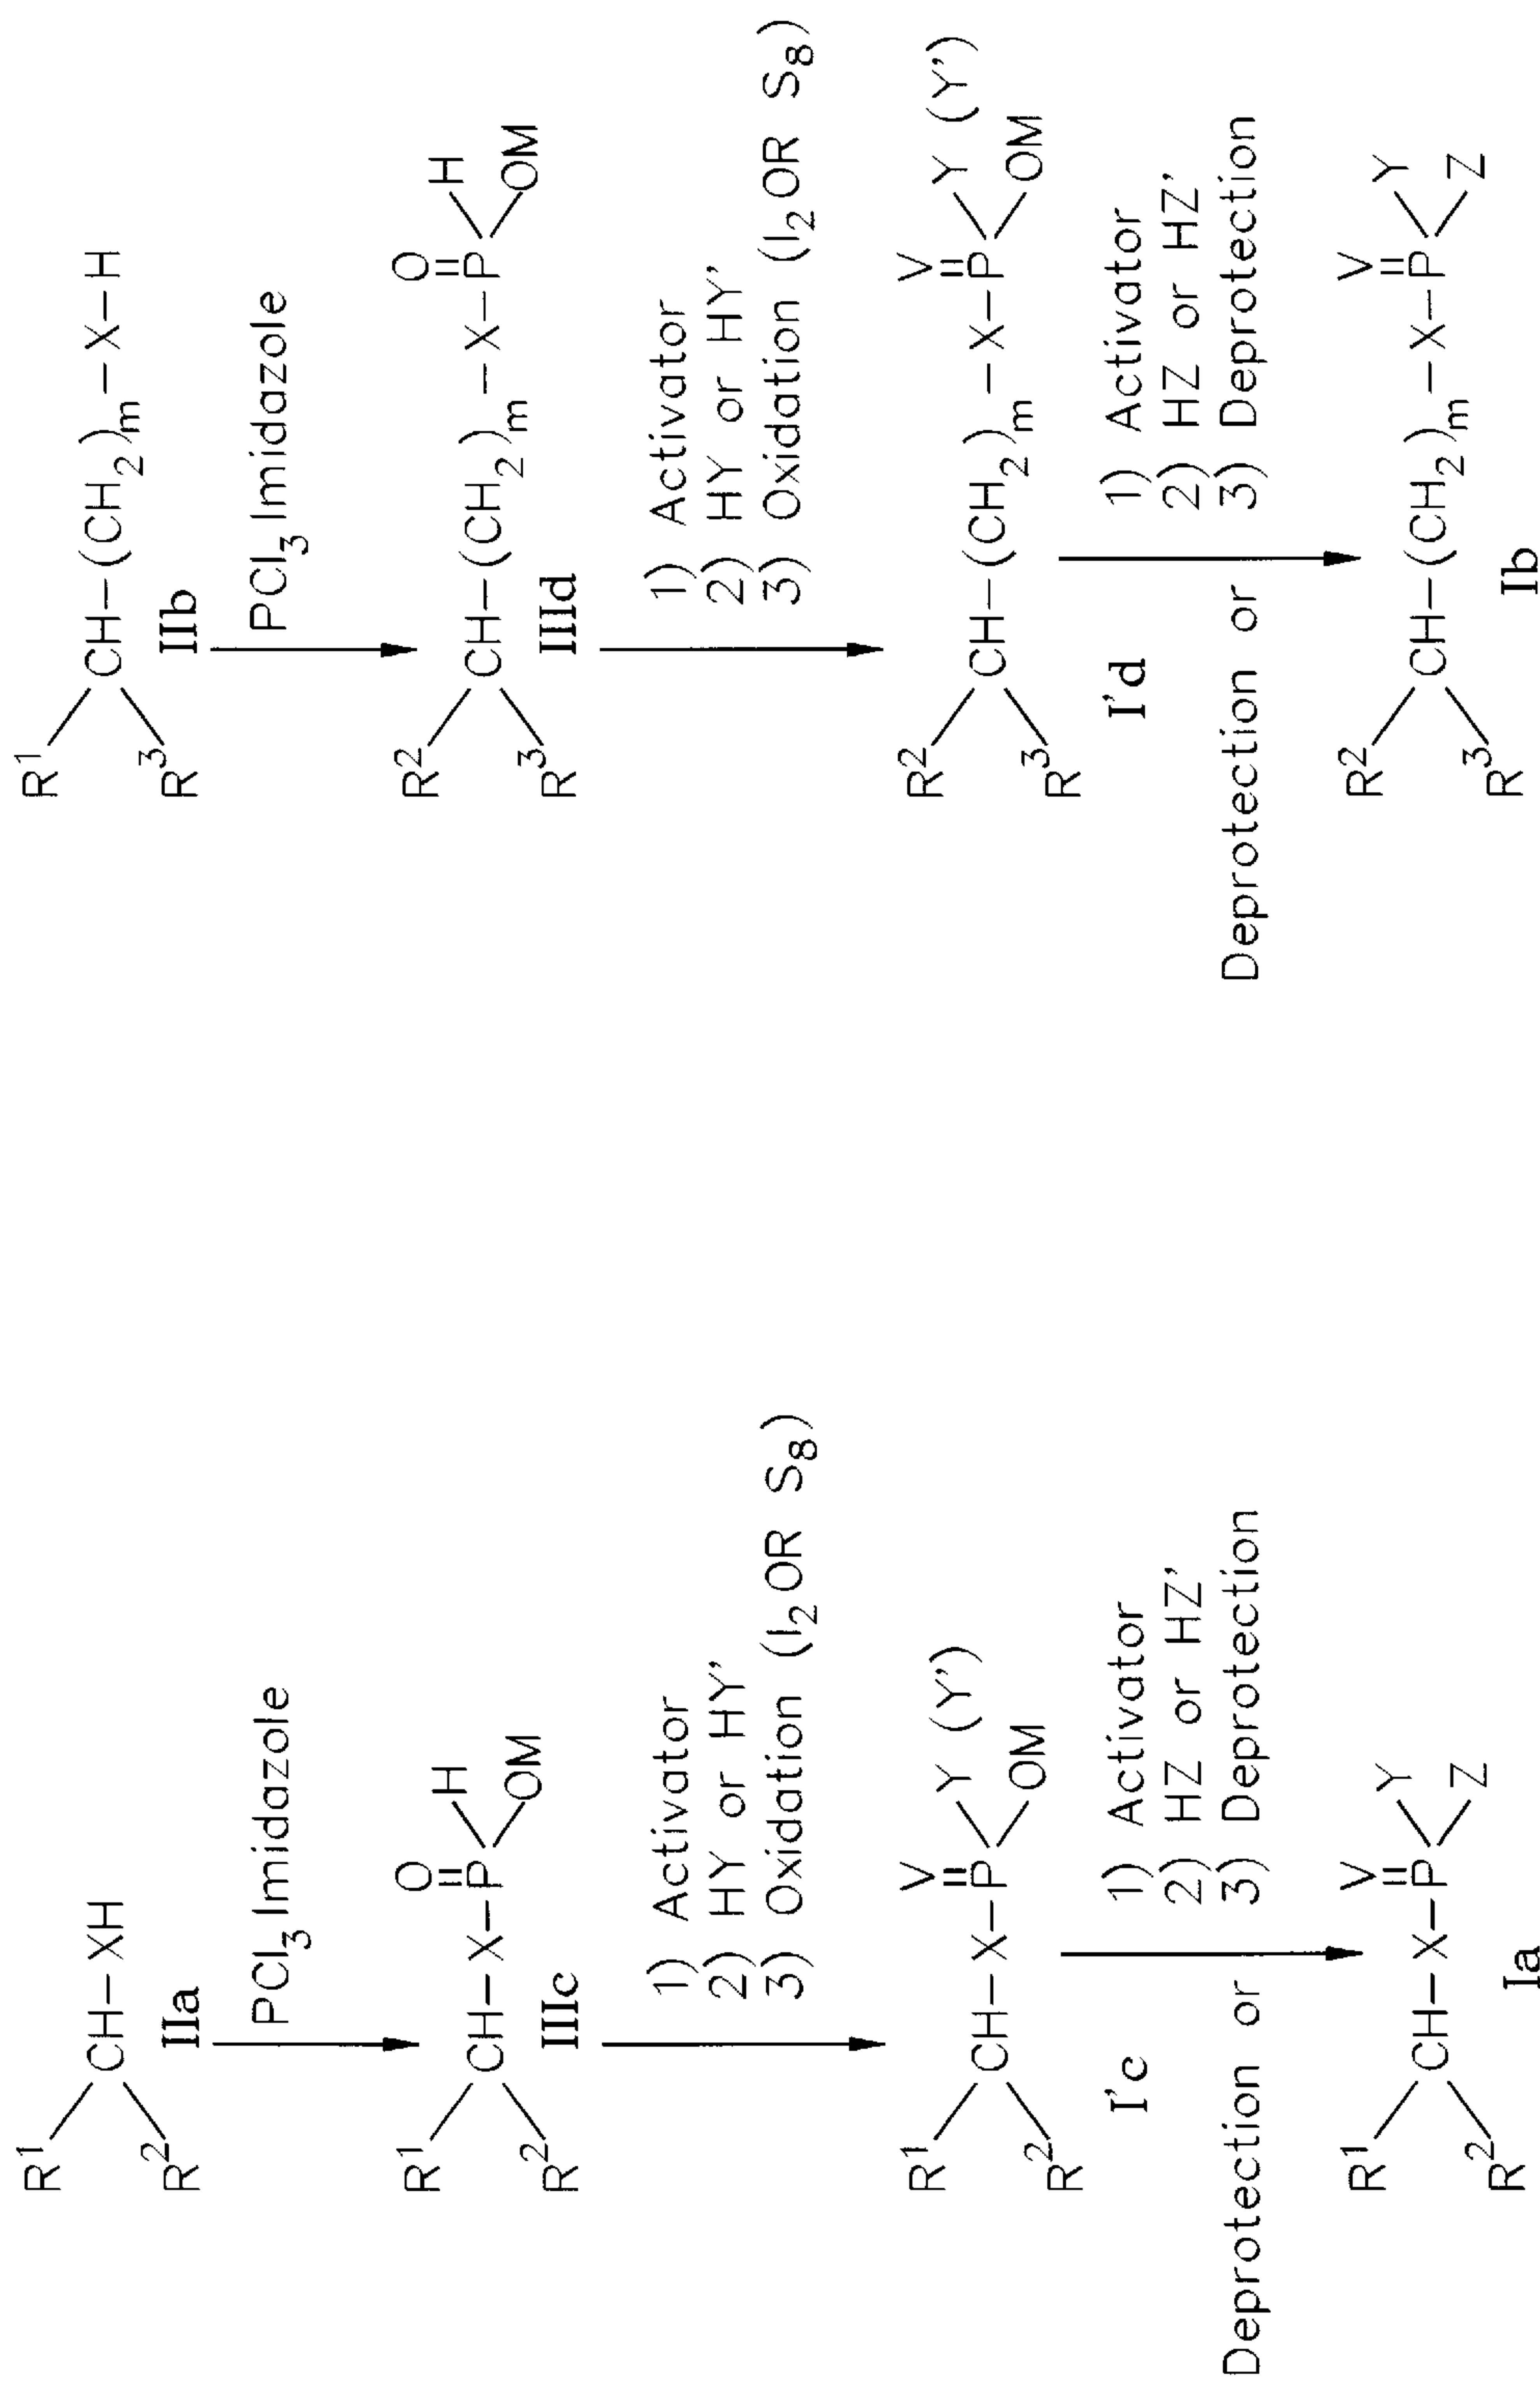 R¹
CH–XH
R²
IIa
PCl₃ Imidazole
R¹
O
CH–X–P
H
OM
R²
IIIc
1) Activator
2) HY or HY'
3) Oxidation (I₂OR S₈)
R¹
V
CH–X–P
Y (Y')
OM
R²
I'c
Deprotection or
1) Activator
2) HZ or HZ'
3) Deprotection
R¹
V
CH–X–P
Y
Z
R²
Ia
R¹
CH–(CH₂)m–X–H
R³
IIb
PCl₃ Imidazole
R²
O
CH–(CH₂)m–X–P
H
OM
R³
IIId
1) Activator
2) HY or HY'
3) Oxidation (I₂OR S₈)
R²
V
CH–(CH₂)m–X–P
Y (Y')
OM
R³
I'd
Deprotection or
1) Activator
2) HZ or HZ'
3) Deprotection
R²
V
CH–(CH₂)m–X–P
Y
Z
R³
Ib